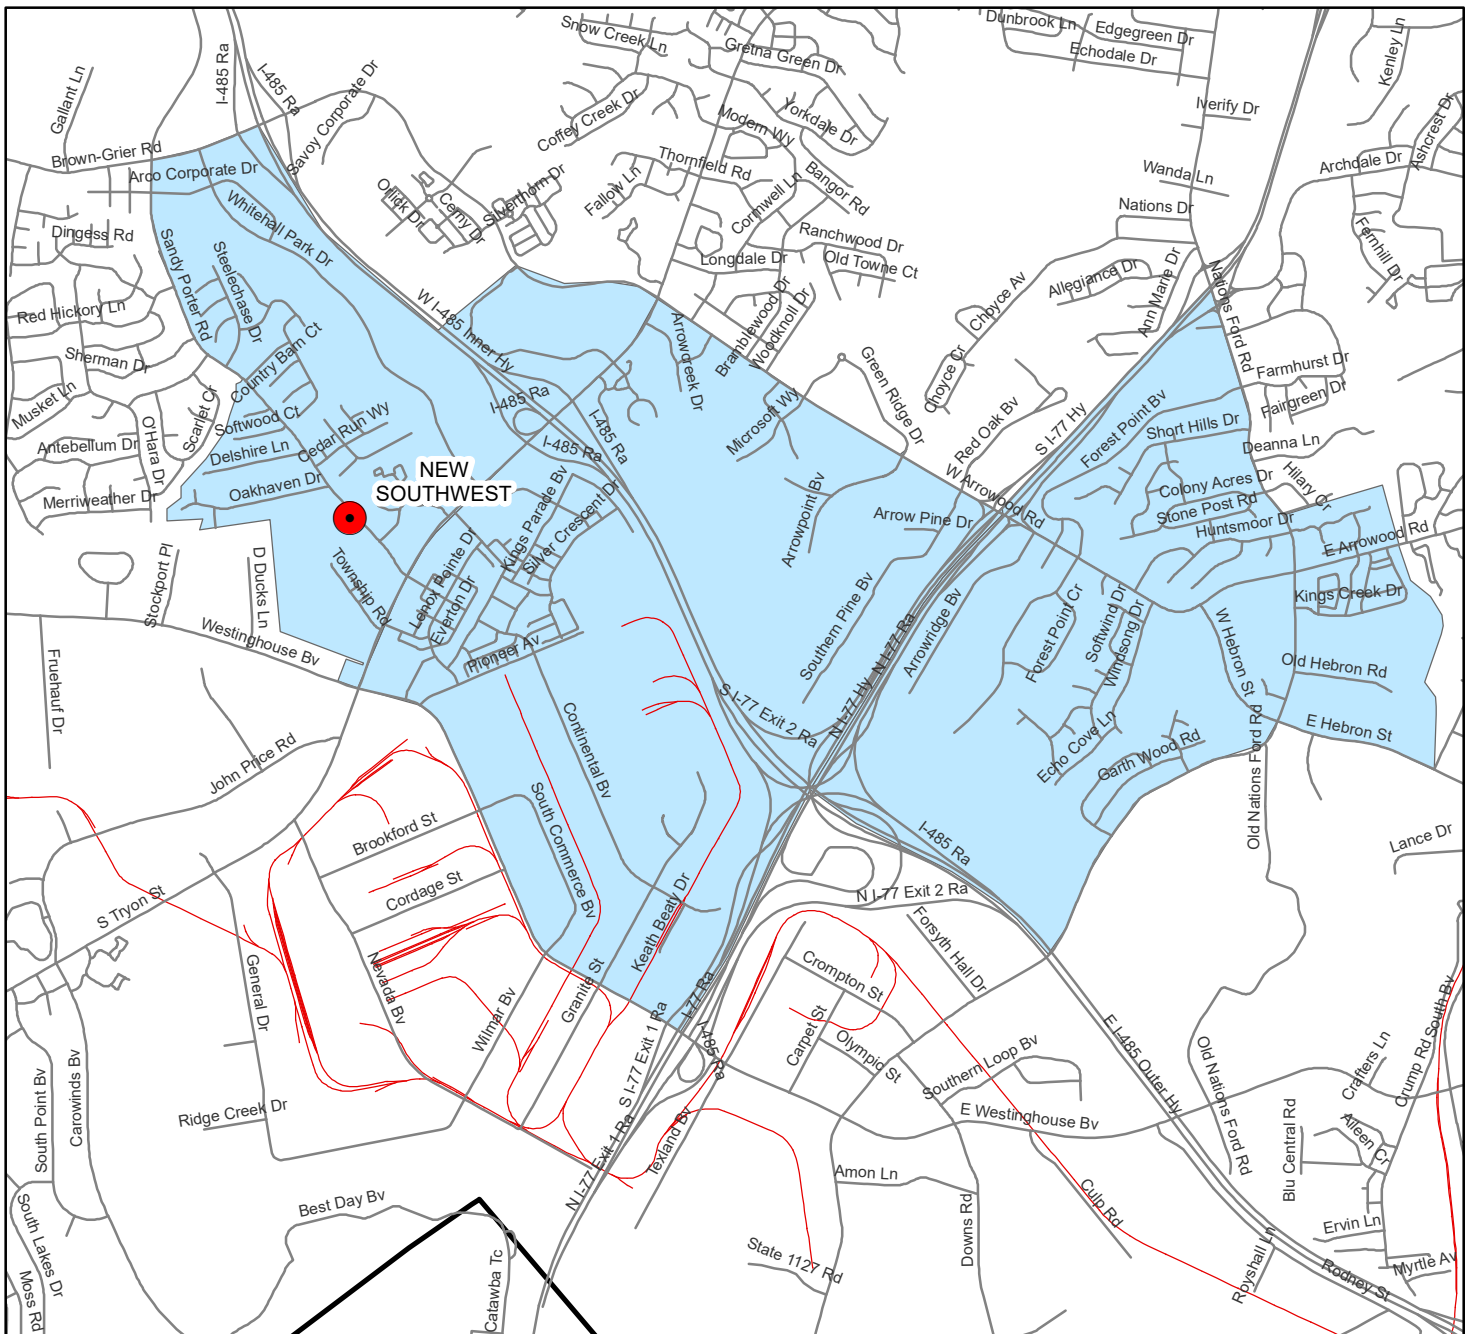 Snow Creek Ln
Gretna Green Dr
Dunbrook Ln
Edgegreen Dr
Echodale Dr
Kenley Ln
I-485 Ra
I-485 Ra
Gallant Ln
Savoy Corporate Dr
Coffey Creek Dr
Modern Wy
Yorkdale Dr
Iverify Dr
Ashcrest Dr
Brown-Grier Rd
Arco Corporate Dr
Thornfield Rd
Bangor Rd
Archdale Dr
Wanda Ln
Whitehall Park Dr
Orlick Dr
Cerny Dr
Silverthorn Dr
Fallow Ln
Cornwell Ln
Nations Dr
Dingess Rd
Sandy Porter Rd
Steelechase Dr
Ranchwood Dr
Longdale Dr
Old Towne Ct
Fernhill Dr
Allegiance Dr
Ann Marie Dr
Nations Ford Rd
Choyce Av
Red Hickory Ln
W I-485 Inner Hy
Arrowcreek Dr
Bramblewood Dr
Woodknoll Dr
Country Barn Ct
Sherman Dr
Green Ridge Dr
Choyce Cr
Farmhurst Dr
Musket Ln
Scarlet Cr
I-485 Ra
I-485 Ra
Microsoft Wy
Red Oak Bv
S I-77 Hy
Forest Point Bv
Fairgreen Dr
Softwood Ct
Cedar Run Wy
Short Hills Dr
O'Hara Dr
Antebellum Dr
Delshire Ln
I-485 Ra
Deanna Ln
Merriweather Dr
Oakhaven Dr
NEW
SOUTHWEST
Kings Parade Bv
Silver Crescent Dr
Arrowpoint Bv
W Arrowood Rd
Colony Acres Dr
Hilary Cr
Stone Post Rd
Arrow Pine Dr
Huntsmoor Dr
E Arrowood Rd
Stockport Pl
D Ducks Ln
Township Rd
Lenox Pointe Dr
Everton Dr
Southern Pine Bv
N I-77 Ra
Arrowridge Bv
Forest Point Cr
Softwind Dr
Windsong Dr
Kings Creek Dr
Westinghouse Bv
Pioneer Av
W Hebron St
Old Hebron Rd
Fruehauf Dr
S I-77 Exit 2 Ra
N I-77 Hy
Continental Bv
Echo Cove Ln
Garth Wood Rd
Old Nations Ford Rd
E Hebron St
John Price Rd
South Commerce Bv
Brookford St
I-485 Ra
Lance Dr
Cordage St
S Tryon St
Keath Beaty Dr
N I-77 Exit 2 Ra
Forsyth Hall Dr
General Dr
Nevada Bv
Wilmar Bv
Granite St
I-77 Ra
Crompton St
Carpet St
Olympic St
I-485 Ra
S I-77 Exit 1 Ra
Southern Loop Bv
E I-485 Outer Hy
Old Nations Ford Rd
Crafters Ln
Crump Rd
South Bv
South Point Bv
Carowinds Bv
Ridge Creek Dr
E Westinghouse Bv
Blu Central Rd
Aileen Cr
N I-77 Exit 1 Ra
Texland Bv
Amon Ln
Culp Rd
Downs Rd
South Lakes Dr
Best Day Bv
Ervin Ln
State 1127 Rd
Royshall Ln
Rodney St
Myrtle Av
Moss Rd
Catawba Tc